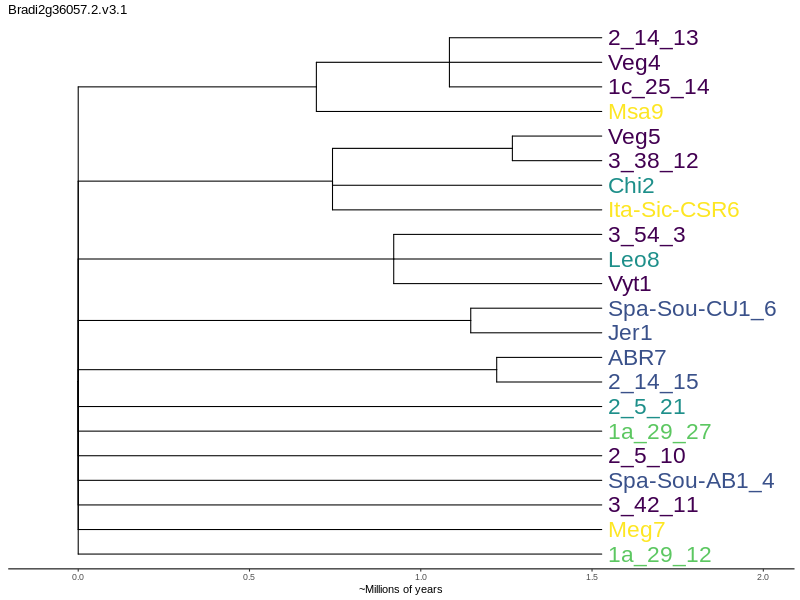 Bradi2g36057.2.v3.1
2_14_13
Veg4
1c_25_14
Msa9
Veg5
3_38_12
Chi2
Ita-Sic-CSR6
3_54_3
Leo8
Vyt1
Spa-Sou-CU1_6
Jer1
ABR7
2_14_15
2_5_21
1a_29_27
2_5_10
Spa-Sou-AB1_4
3_42_11
Meg7
1a_29_12
0.0 0.5 1.0 1.5 2.0
~Millions of years